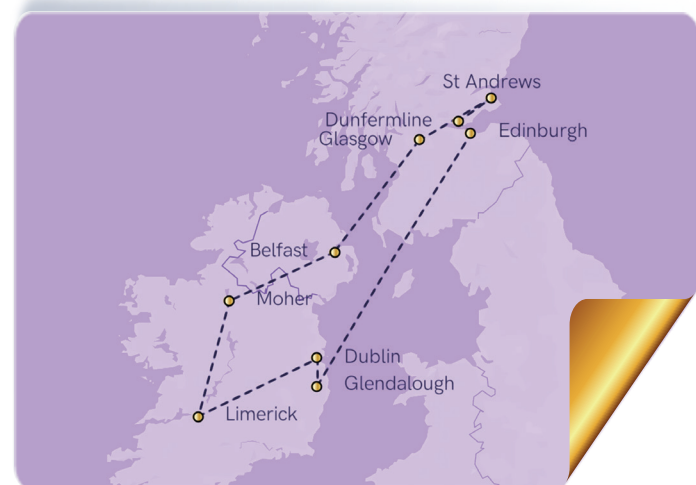 St Andrews
Dunfermline
Glasgow
Edinburgh
Belfast
Moher
Dublin
Glendalough
Limerick